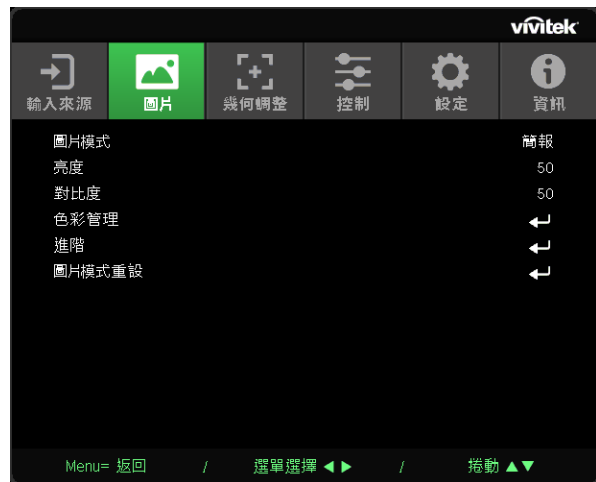 vivitek
輸入來源 圖片 幾何調整 控制 設定 資訊
圖片模式 簡報
亮度 50
對比度 50
色彩管理
進階
圖片模式重設
Menu= 返回 / 選單選擇 ◀ ▶ / 捲動 ▲▼